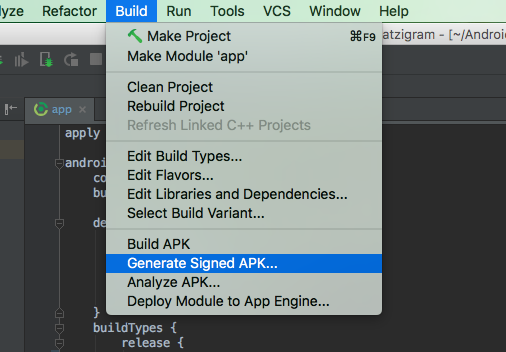 lyze Refactor Build Run Tools VCS Window Help
Make Project ⌘F9
atzigram - [~/Android
Make Module 'app'
Clean Project
Rebuild Project
Refresh Linked C++ Projects
app
apply
Edit Build Types...
android
Edit Flavors...
co
Edit Libraries and Dependencies...
bu
Select Build Variant...
de
Build APK
Generate Signed APK...
Analyze APK...
Deploy Module to App Engine...
}
buildTypes {
release {